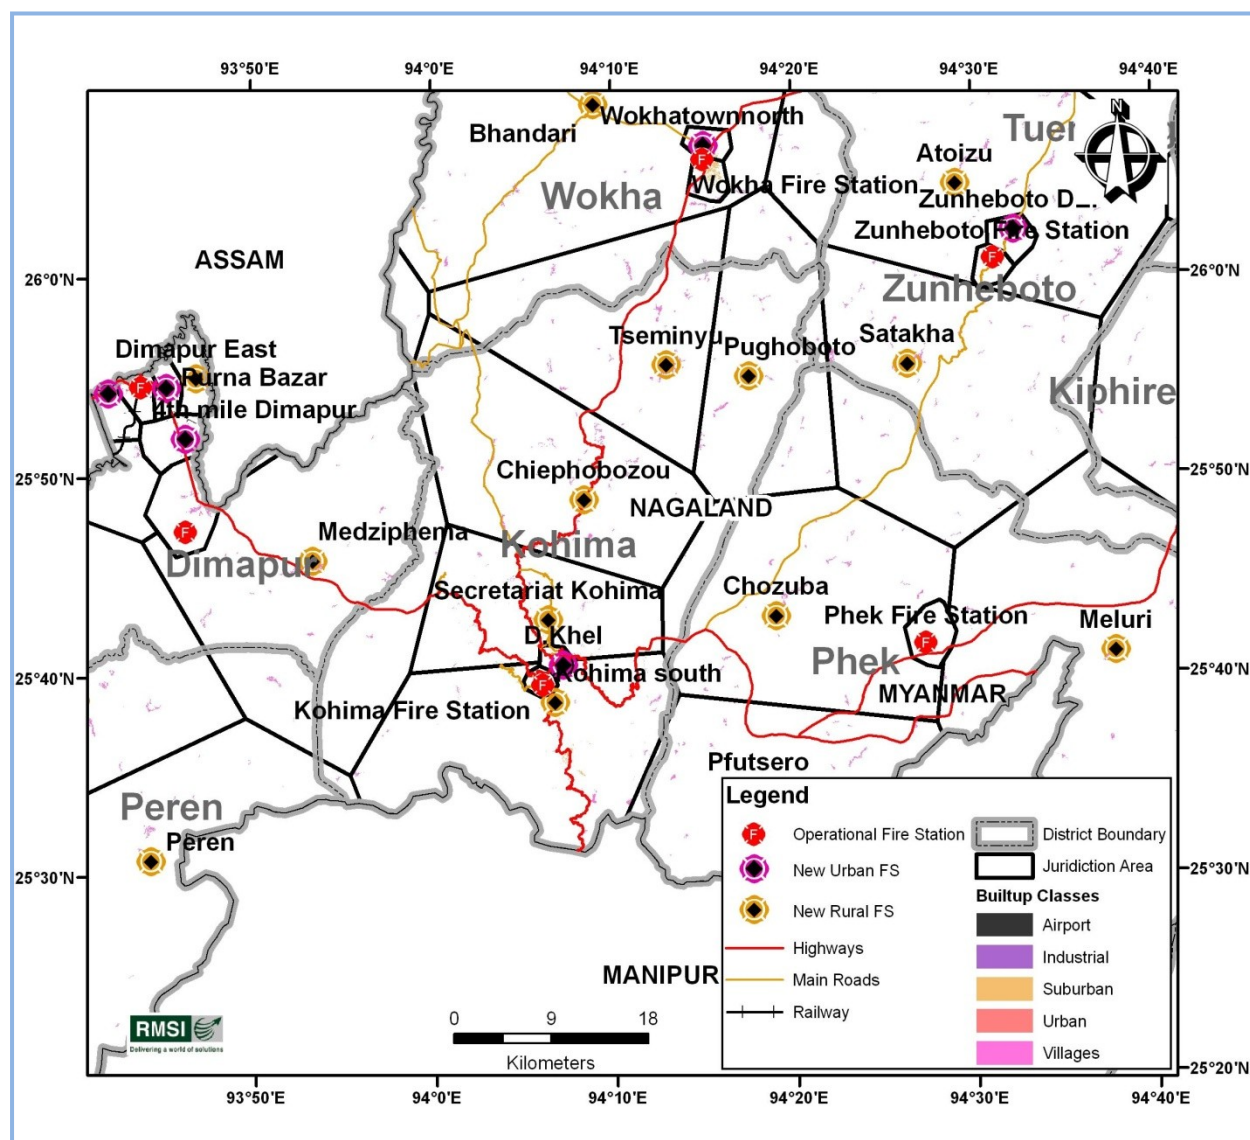 93°50'E 94°0'E 94°10'E 94°20'E 94°30'E 94°40'E
N
Wokhatownnorth
Bhandari
Atoizu
Wokha
Wokha Fire Station
Zunheboto D
Zunheboto Fire Station
ASSAM
26°0'N 26°0'N
Zunheboto
Tseminyu
Pughoboto
Satakha
Dimapur East
Purna Bazar
4th mile Dimapur
Kiphire
25°50'N 25°50'N
Chiephobozou
NAGALAND
Medziphema
Kohima
Dimapur
Secretariat Kohima
Chozuba
Phek Fire Station
Meluri
D.Khel
Phek
25°40'N 25°40'N
Kohima south
MYANMAR
Kohima Fire Station
Pfutsero
Peren
Peren
25°30'N 25°30'N
MANIPUR
Legend
F Operational Fire Station
New Urban FS
New Rural FS
Highways
Main Roads
Railway
District Boundary
Juridiction Area
Builtup Classes
Airport
Industrial
Suburban
Urban
Villages
RMSI
Delivering a world of solutions
0 9 18
Kilometers
25°20'N
93°50'E 94°0'E 94°10'E 94°20'E 94°30'E 94°40'E